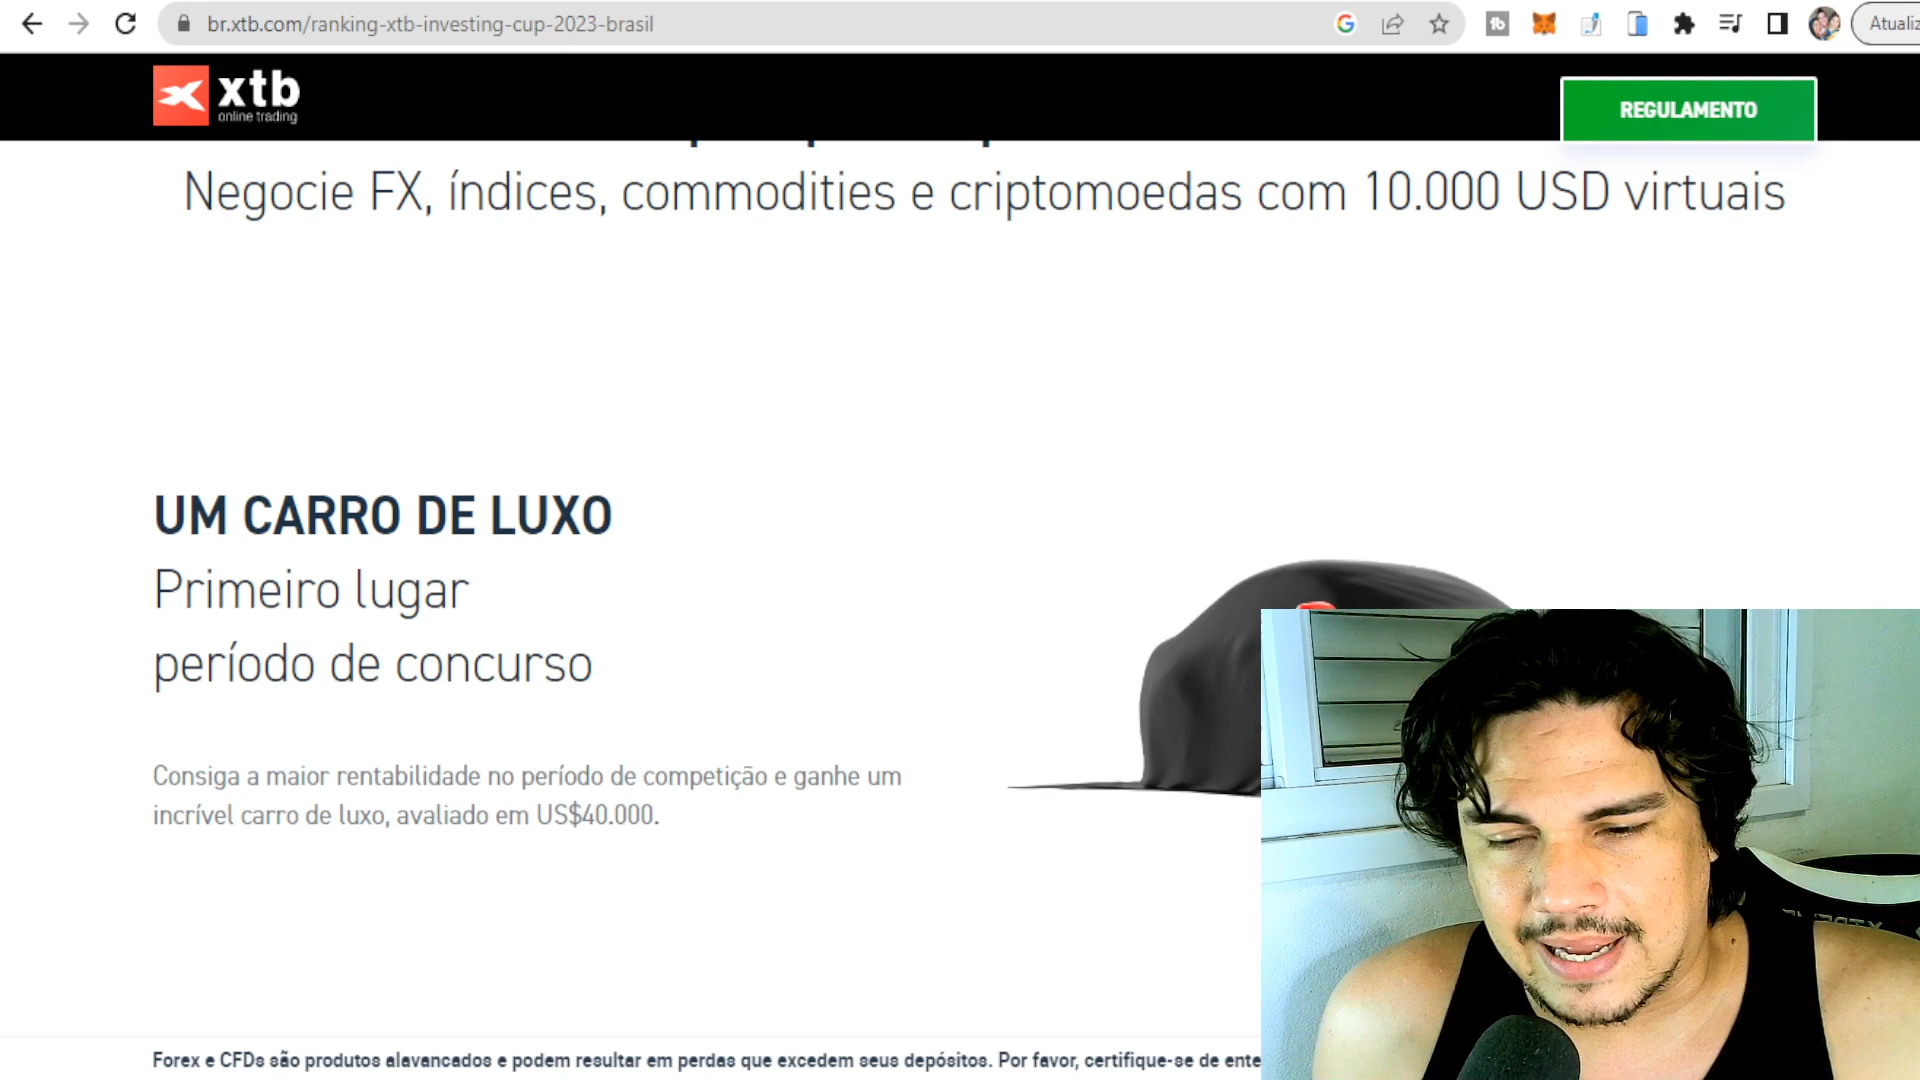 br.xtb.com/ranking-xtb-investing-cup-2023-brasil
Atualiz
xtb
online trading
REGULAMENTO
Negocie FX, índices, commodities e criptomoedas com 10.000 USD virtuais
UM CARRO DE LUXO
Primeiro lugar
período de concurso
Consiga a maior rentabilidade no período de competição e ganhe um
incrível carro de luxo, avaliado em US$40.000.
Forex e CFDs são produtos alavancados e podem resultar em perdas que excedem seus depósitos. Por favor, certifique-se de ente